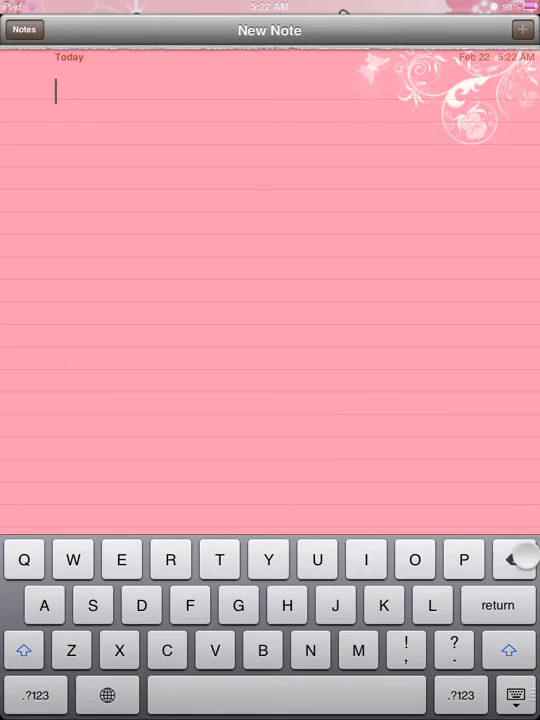 iPad 5:22 AM 98%
Notes New Note +
Today Feb 22 5:22 AM
Q W E R T Y U I O P
A S D F G H J K L return
Z X C V B N M ! , ? .
.?123 .?123